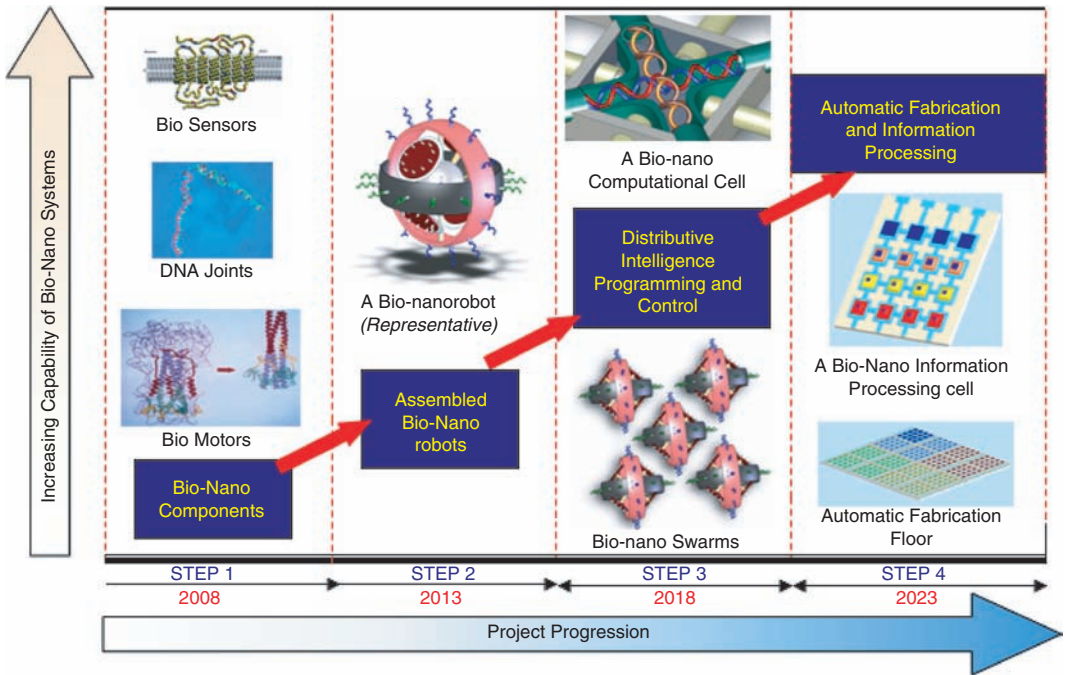 Increasing Capability of Bio-Nano Systems
Bio Sensors
DNA Joints
Bio Motors
Bio-Nano
Components
A Bio-nanorobot
(Representative)
Assembled
Bio-Nano
robots
A Bio-nano
Computational Cell
Distributive
Intelligence
Programming and
Control
Bio-nano Swarms
Automatic Fabrication
and Information
Processing
A Bio-Nano Information
Processing cell
Automatic Fabrication
Floor
STEP 1
2008
STEP 2
2013
STEP 3
2018
STEP 4
2023
Project Progression